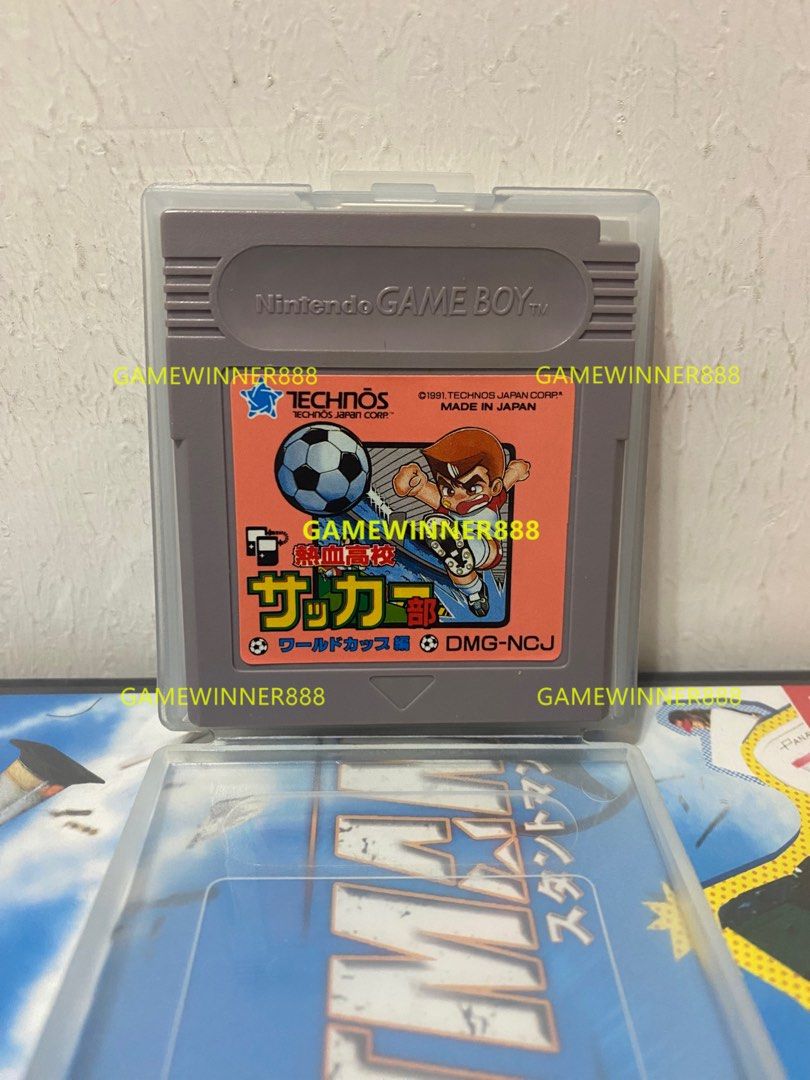 Nintendo GAME BOY TM
GAMEWINNER888 GAMEWINNER888
TECHNŌS
TECHNŌS JAPAN CORP.™
©1991. TECHNOS JAPAN CORP.
MADE IN JAPAN
GAMEWINNER888
熱血高校
サッカー部
ワールドカップ編 DMG-NCJ
GAMEWINNER888 GAMEWINNER888
スタントマン
TMAN